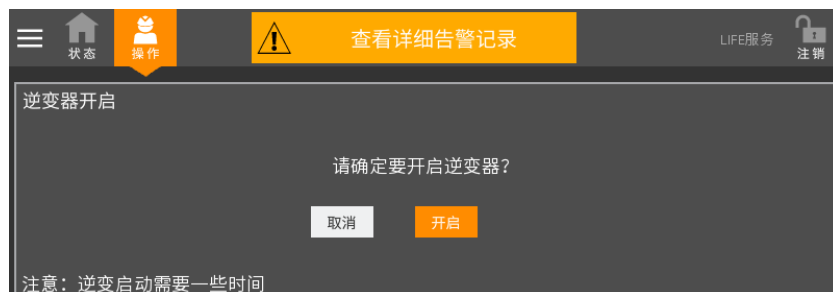 状态
操作
查看详细告警记录
LIFE服务
注销
逆变器开启
请确定要开启逆变器?
取消
开启
注意：逆变启动需要一些时间